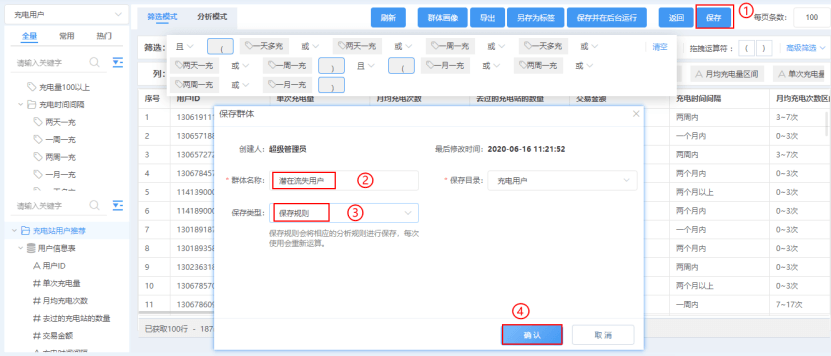 充电用户
筛选模式 分析模式 刷新 群体画像 导出 另存为标签 保存并在后台运行 返回 保存 ① 每页条数: 100
全量 常用 热门
请输入关键字
充电量100以上
充电时间间隔
两天一充
一周一充
两周一充
一月一充
筛选: 且 ( 一天多充 或 两天一充 或 一周一充 或 一天多充 或 清空 拖拽运算符: ( ) 高级筛选
两天一充 或 一周一充 ) 且 ( 一月一充 或 两周一充 或
两周一充 或 一月一充 )
列: A 月均充电量区间 A 单次充电量
序号 用户ID 单次充电量 月均充电次数 去过的充电站的数量 交易金额 充电时间间隔 月均充电次数区
1 13061911 两周内 3~7次
2 13065718 一个月内 0~3次
3 13065727 两周内 3~7次
4 13067845 一个月内 0~3次
5 11413900 两个月以上 0~3次
6 11418900 两个月内 0~3次
7 13018918 一个月内 0~3次
8 13018935 两个月内 0~3次
9 13023631 两个月内 0~3次
10 13067857 两个月以上 0~3次
11 13067860 一周内 7~17次
已获取100行 - 187
请输入关键字
充电站用户推荐
用户信息表
A 用户ID
# 单次充电量
# 月均充电次数
# 去过的充电站的数量
# 交易金额
保存群体
创建人: 超级管理员 最后修改时间: 2020-06-16 11:21:52
* 群体名称: 潜在流失用户 ② * 保存目录: 充电用户
保存类型: 保存规则 ③
保存规则会将相应的分析规则进行保存，每次
使用会重新运算。
④
确认 取消